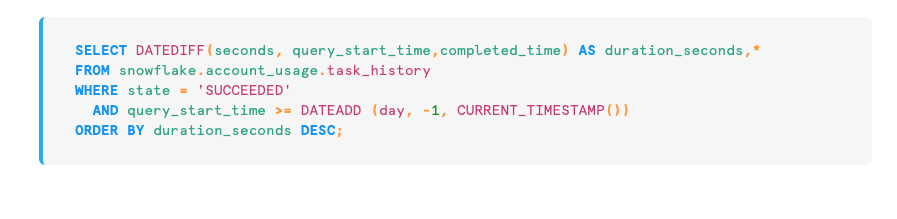 SELECT DATEDIFF(seconds, query_start_time,completed_time) AS duration_seconds,*
FROM snowflake.account_usage.task_history
WHERE state = 'SUCCEEDED'
  AND query_start_time >= DATEADD (day, -1, CURRENT_TIMESTAMP())
ORDER BY duration_seconds DESC;